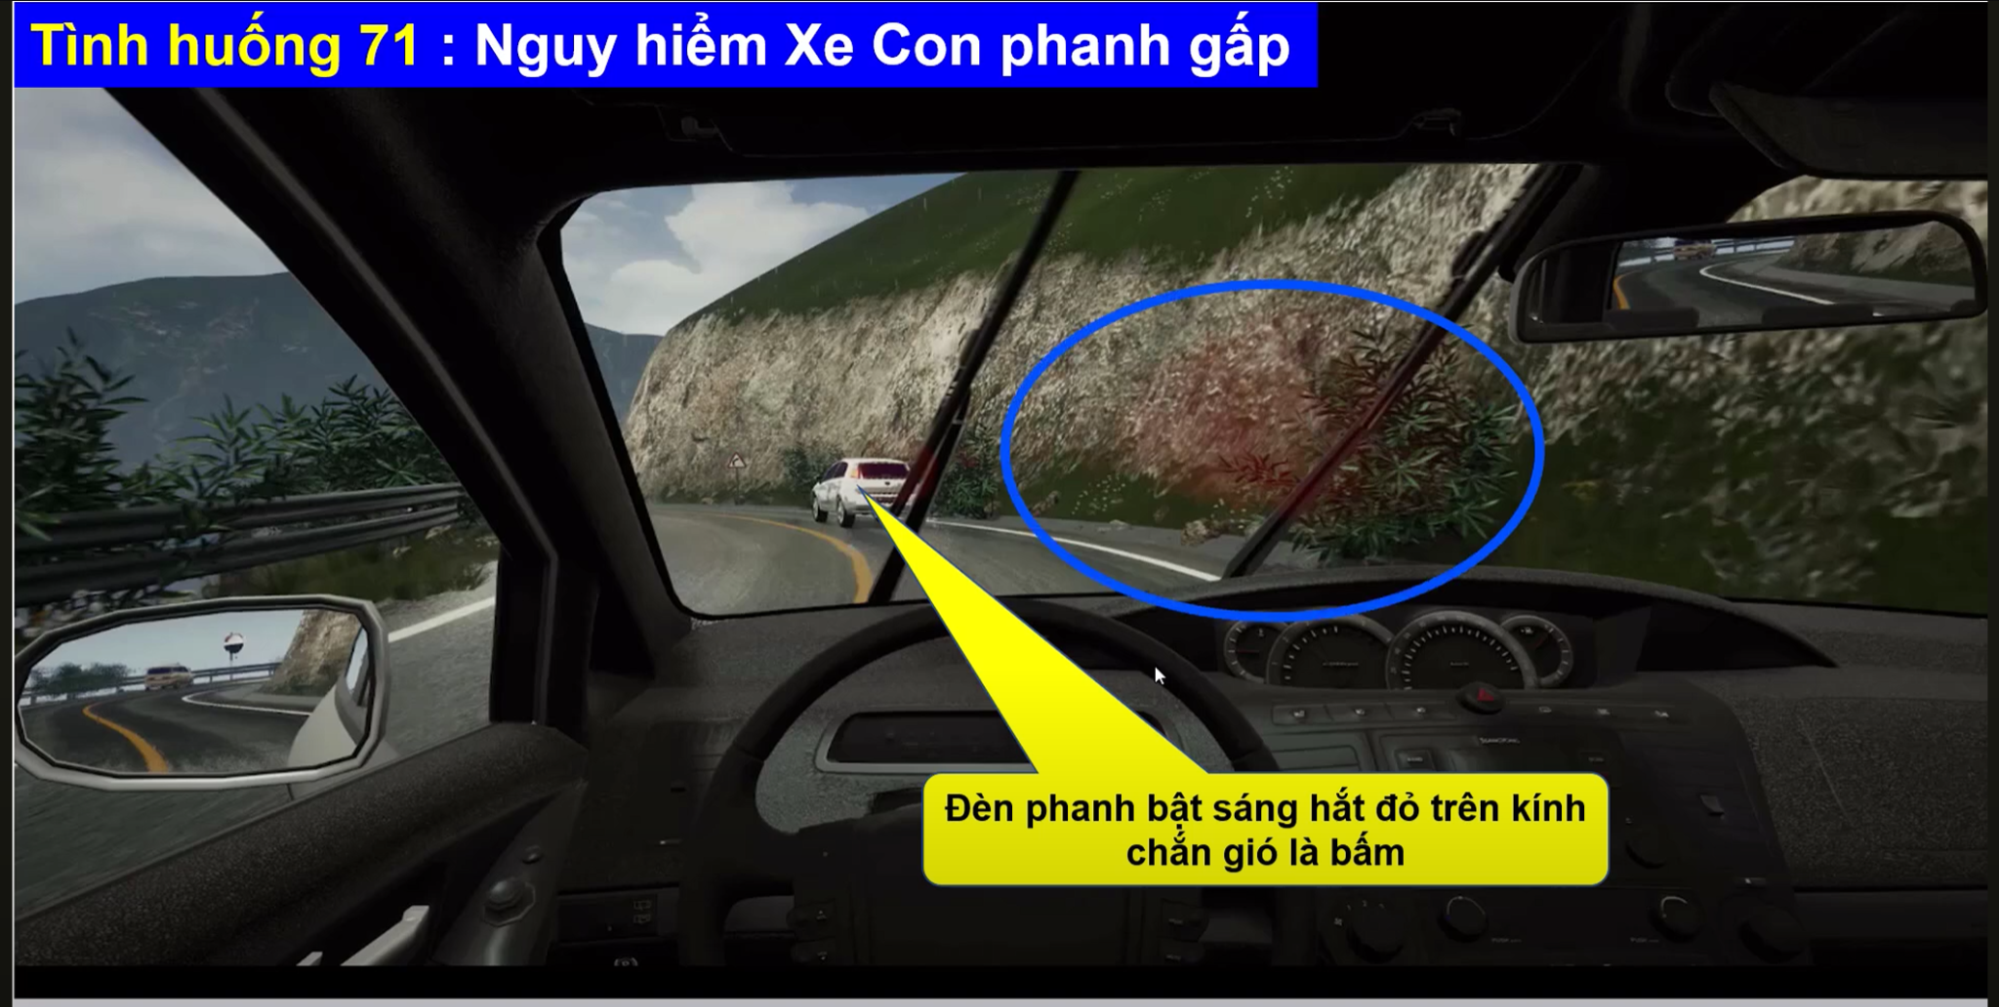 Tình huống 71 : Nguy hiểm Xe Con phanh gấp
Đèn phanh bật sáng hắt đỏ trên kính
chắn gió là bấm